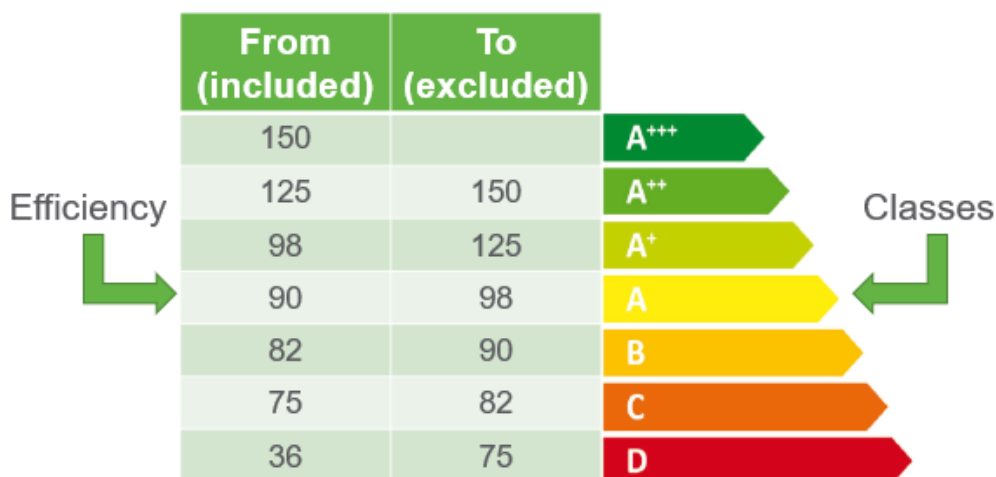 From (included) To (excluded)
150 A+++
125 150 A++
Efficiency Classes
98 125 A+
90 98 A
82 90 B
75 82 C
36 75 D